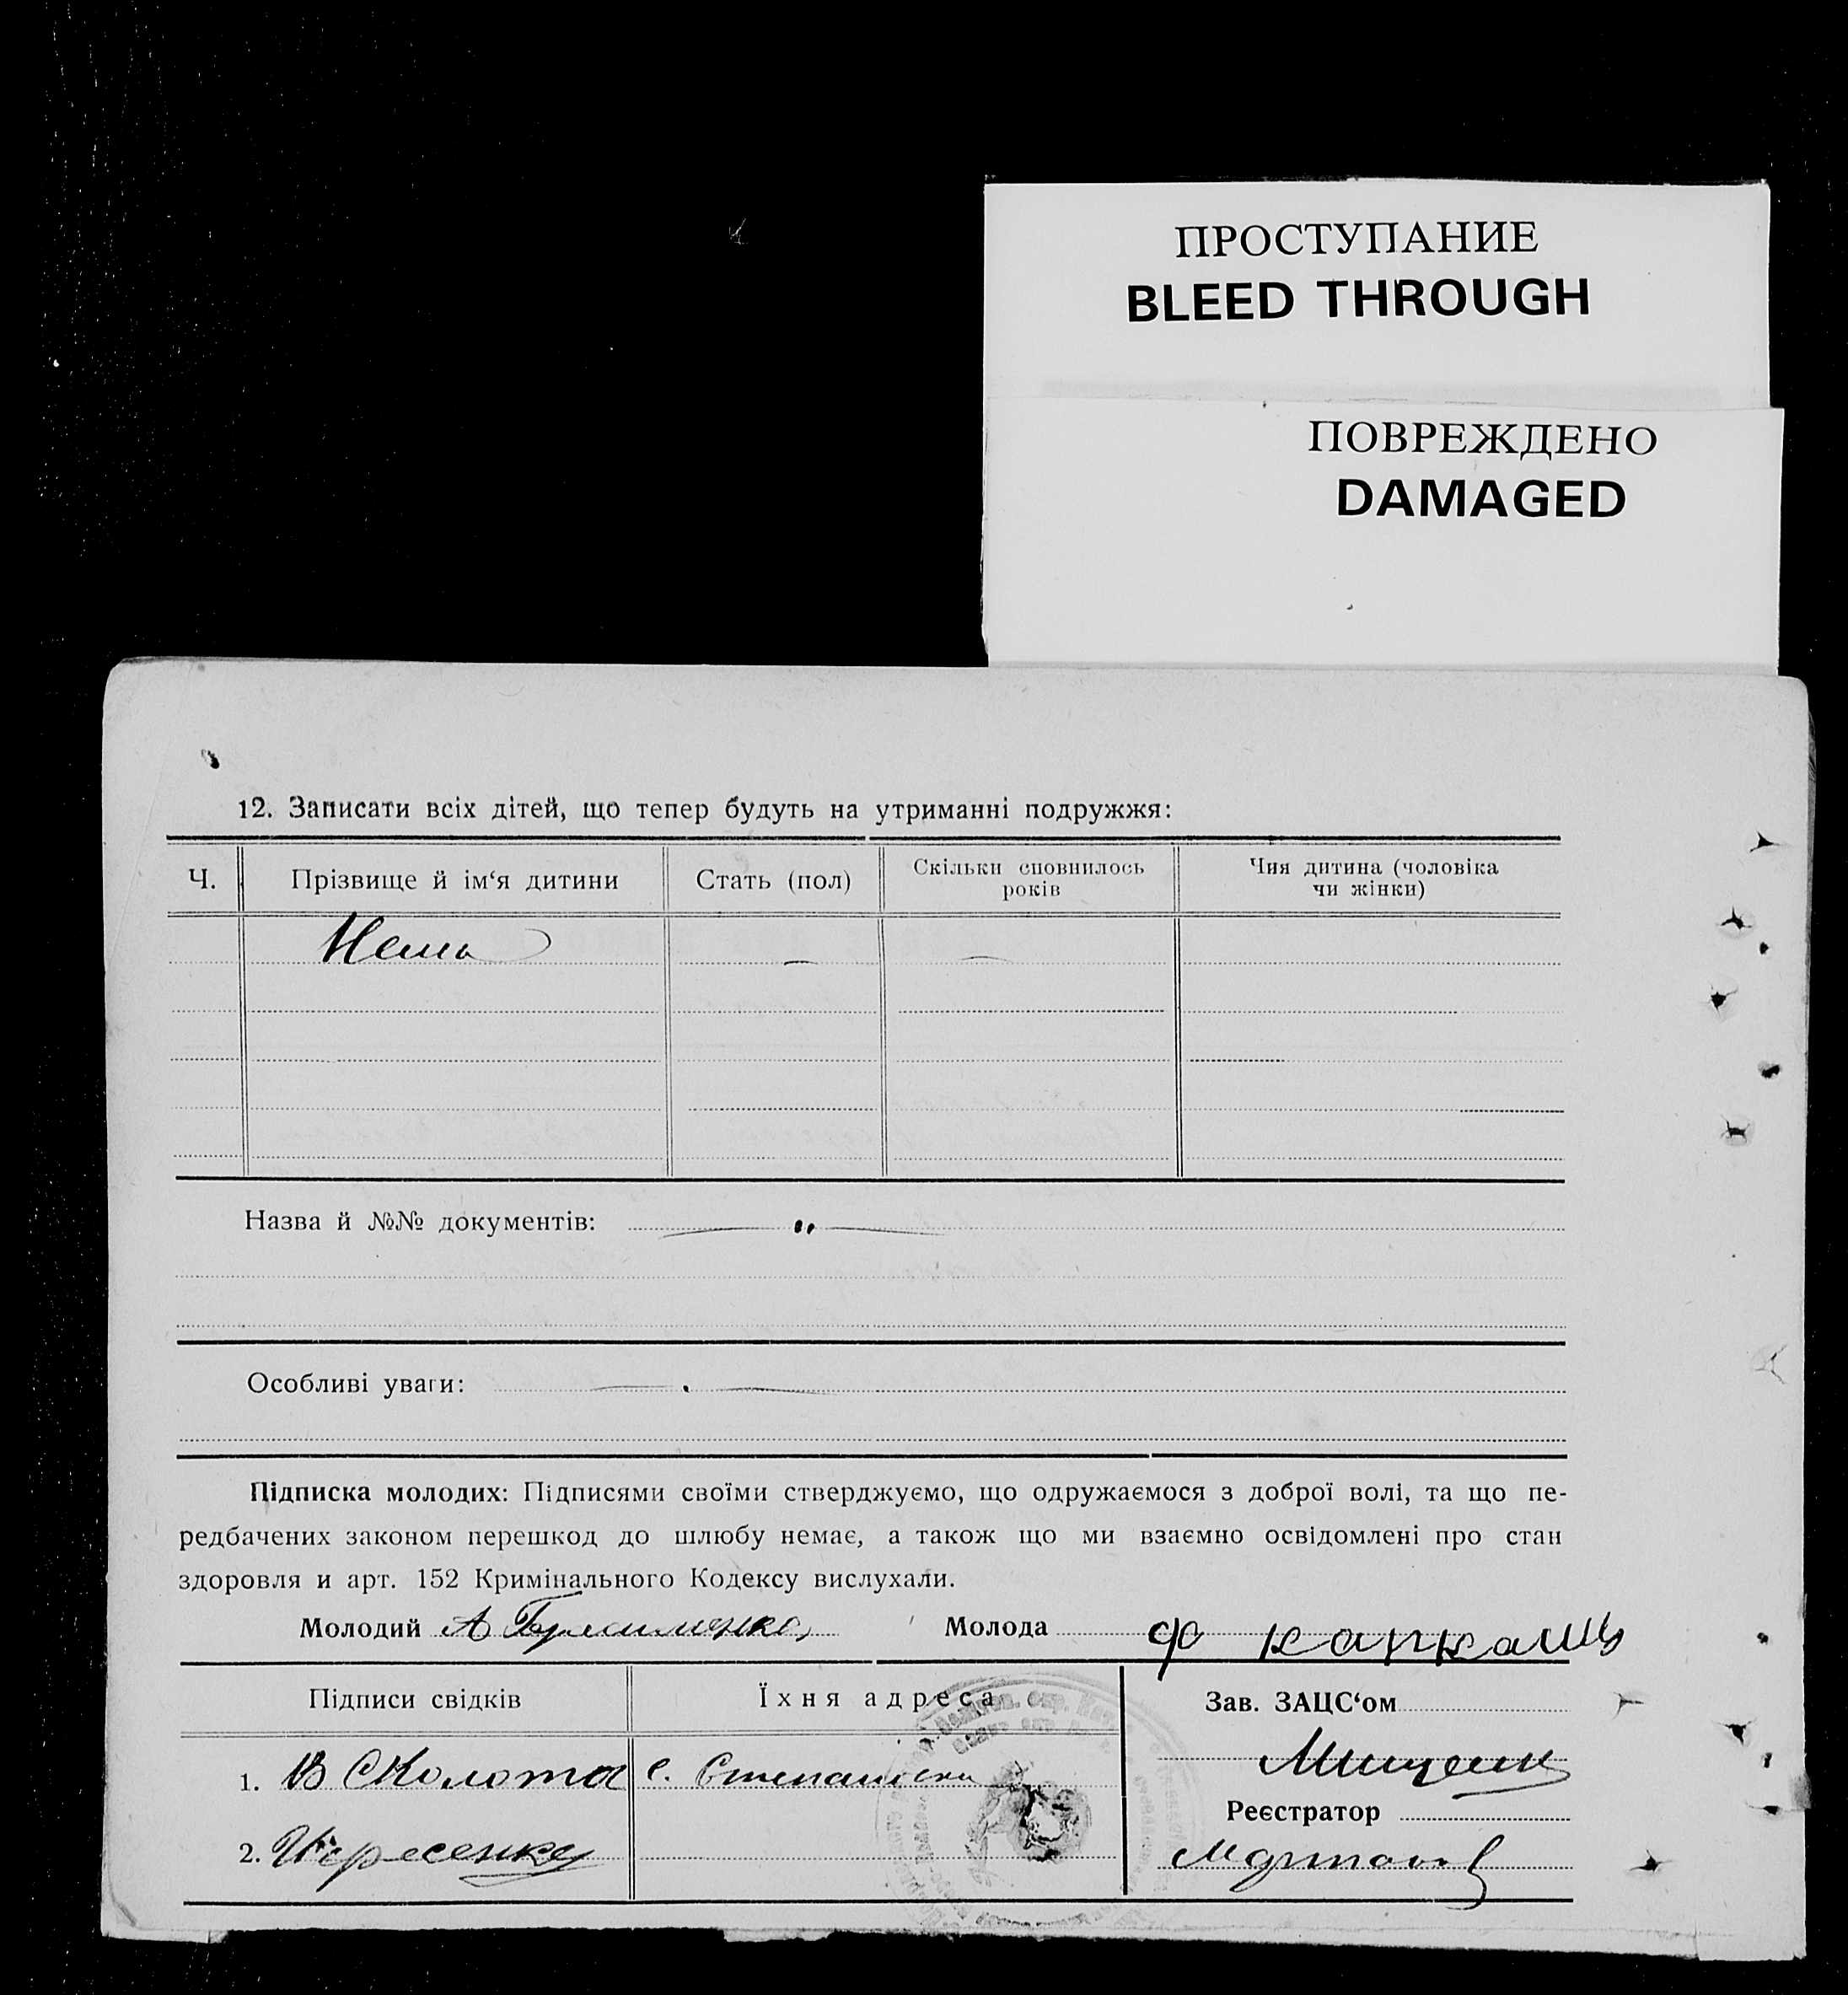 ПРОСТУПАНИЕ
BLEED THROUGH
ПОВРЕЖДЕНО
DAMAGED
12. Записати всіх дітей, що тепер будуть на утриманні подружжя:
Ч. Прізвище й ім‘я дитини Стать (пол) Скільки сповнилось років Чия дитина (чоловіка чи жінки)
Нема — —
Назва й №№ документів: — " —
Особливі уваги: — . —
Підписка молодих: Підписями своїми стверджуємо, що одружаємося з доброї волі, та що пе-
редбачених законом перешкод до шлюбу немає, а також що ми взаємно освідомлені про стан
здоровля и арт. 152 Кримінального Кодексу вислухали.
Молодий А Молода Ф Каркаць
Підписи свідків Їхня адреса Зав. ЗАЦС‘ом
Мищенк
1. В Сколота с.
Реєстратор
2.